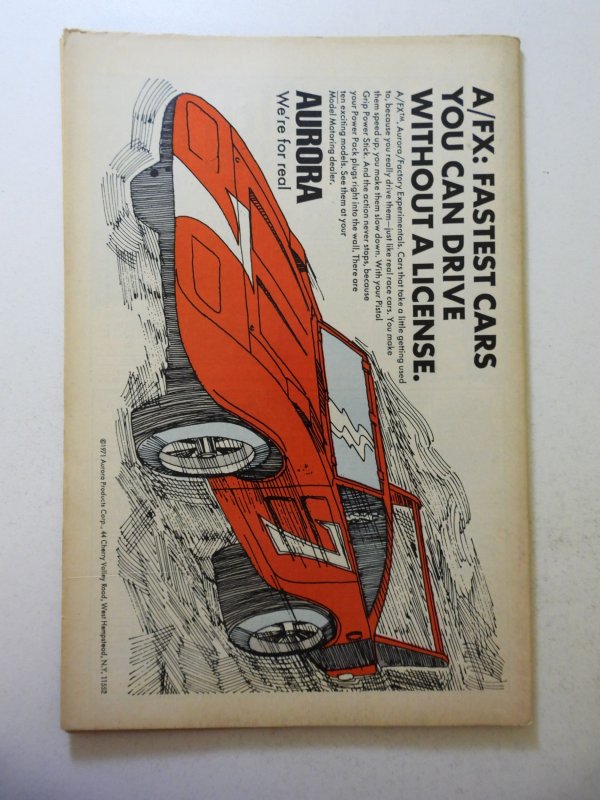 A/FX: FASTEST CARS
YOU CAN DRIVE
WITHOUT A LICENSE.
A/FX™, Aurora/Factory Experimentals. Cars that take a little getting used
to, because you really drive them—just like real race cars. You make
them speed up, you make them slow down. With your Pistol
Grip Power Stick. And the action never stops, because
your Power Pack plugs right into the wall. There are
ten exciting models. See them at your
Model Motoring dealer.
AURORA
We're for real
7
©1971 Aurora Products Corp., 44 Cherry Valley Road, West Hempstead, N.Y. 11552